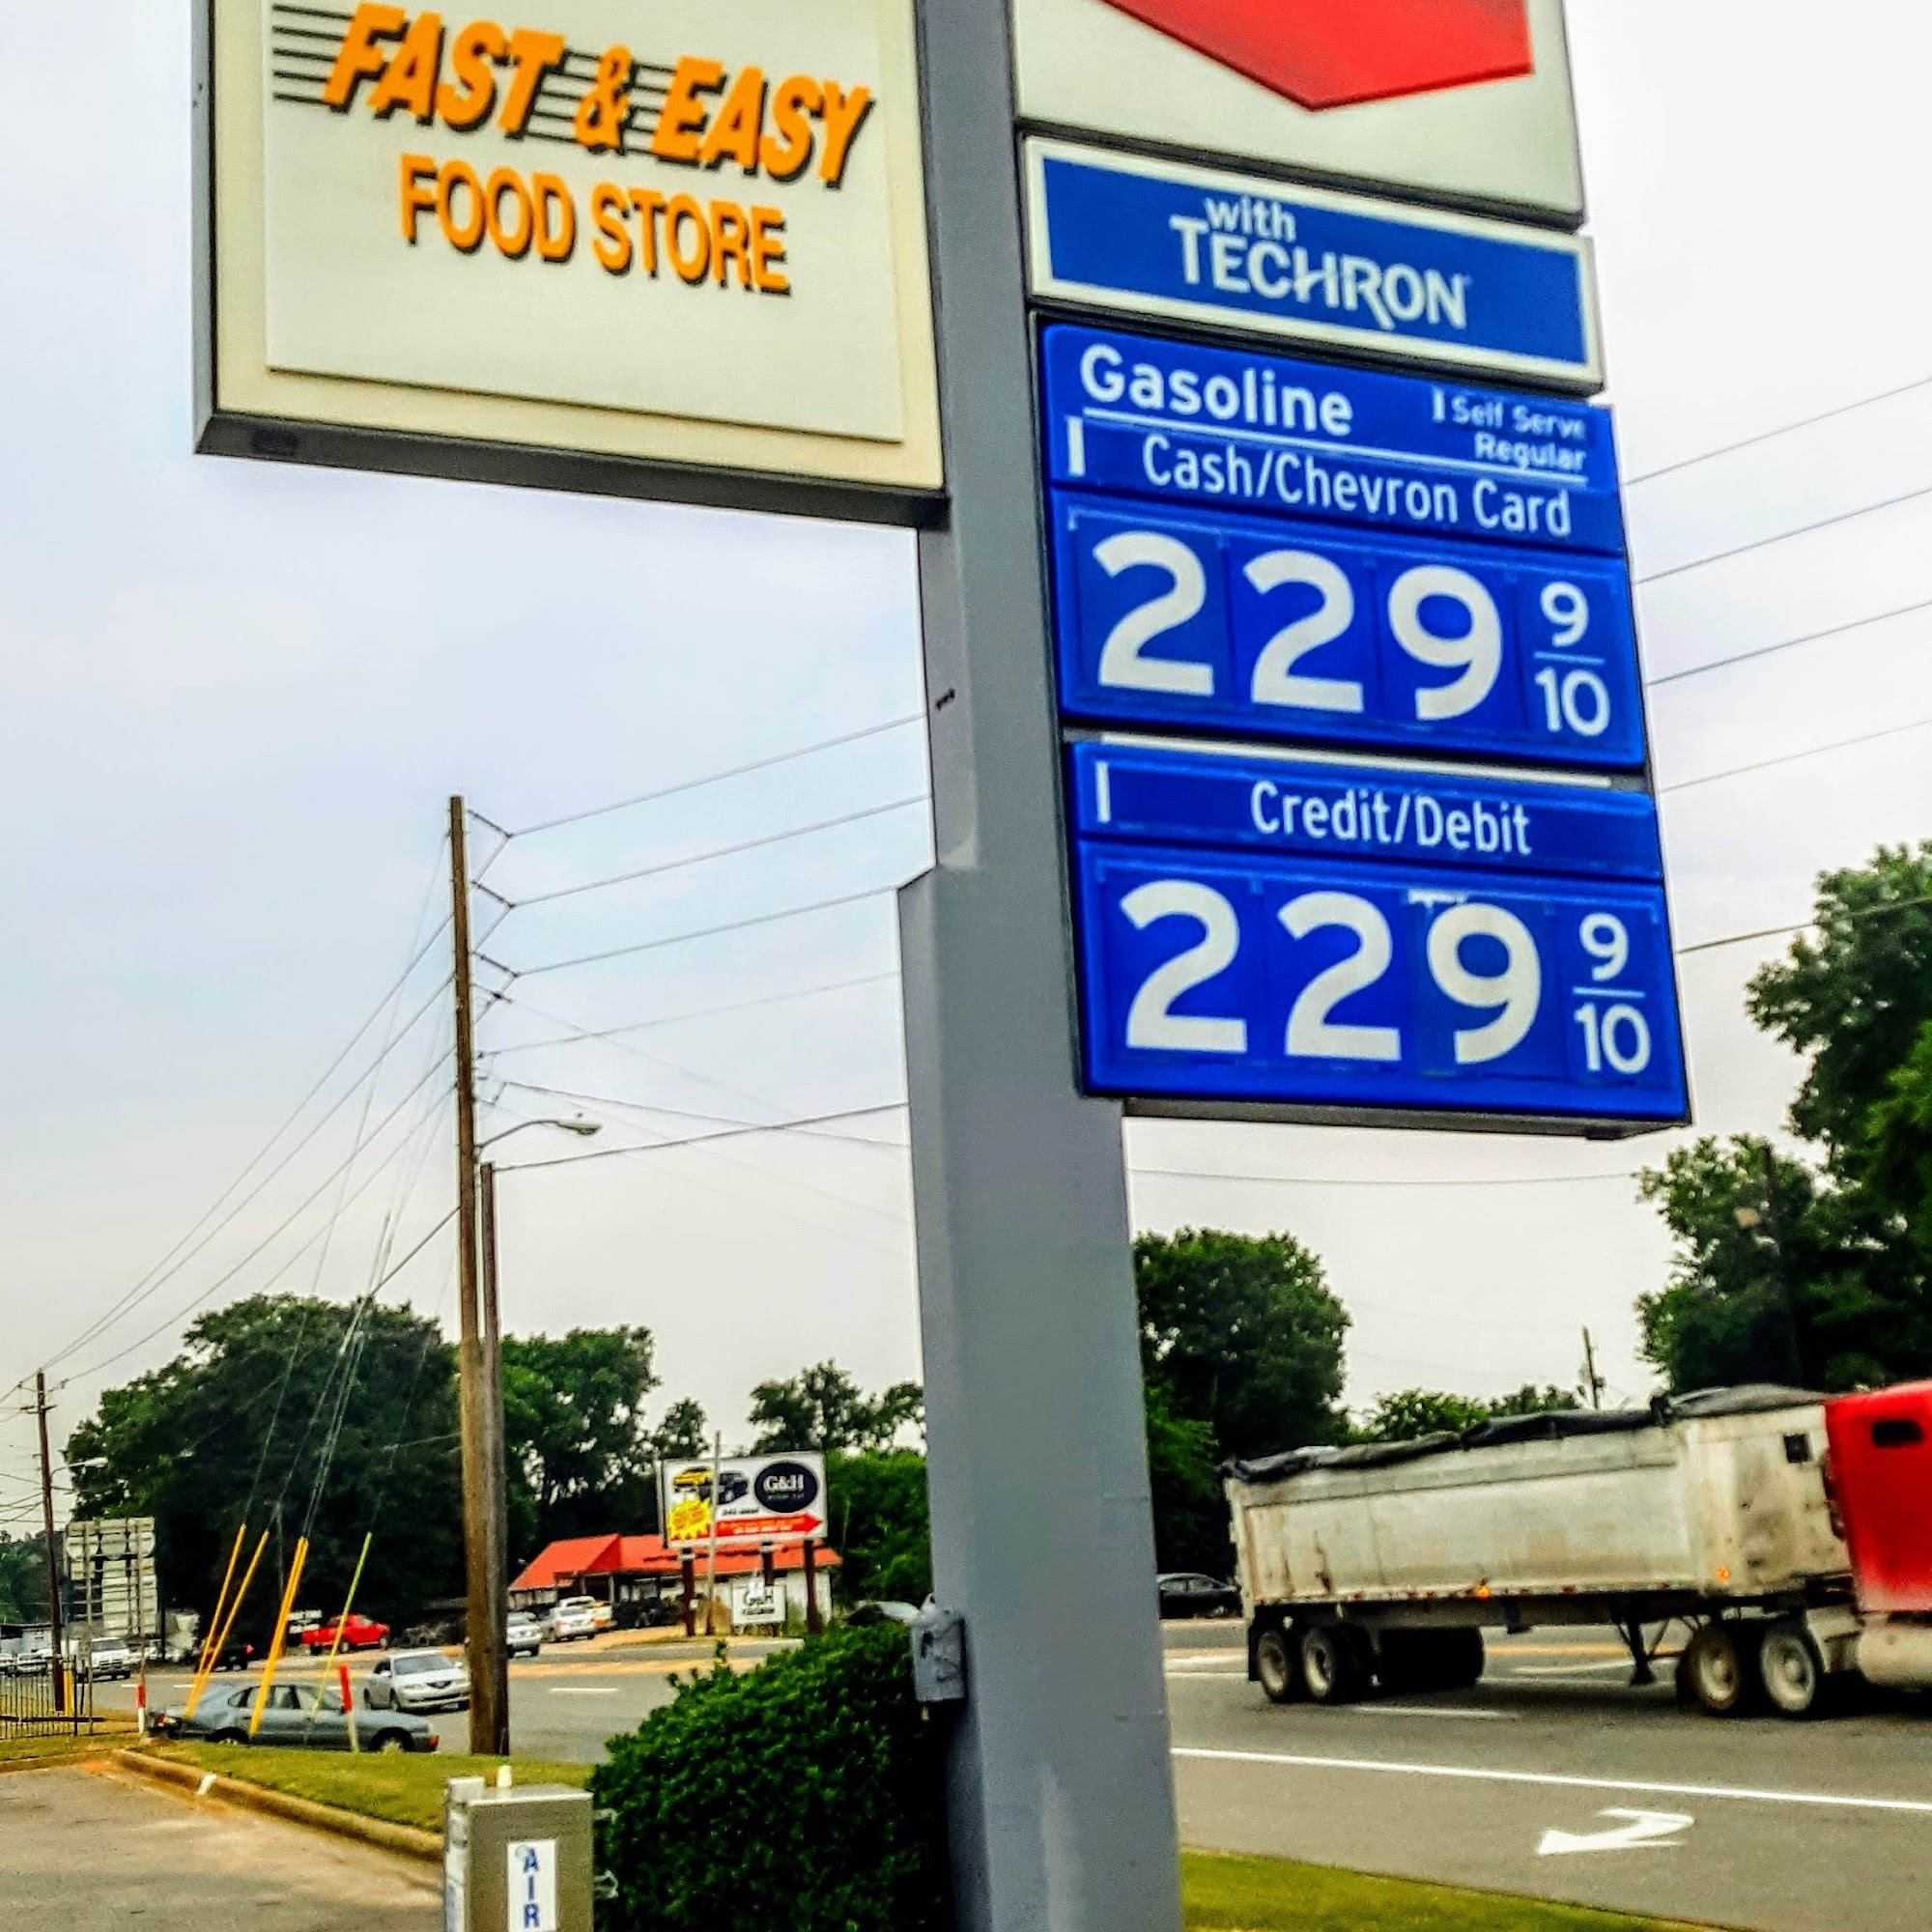 FAST & EASY
FOOD STORE
with
TECHRON
Gasoline
Self Serve
Regular
Cash/Chevron Card
229 9/10
Credit/Debit
229 9/10
G&H
G&H
AIR